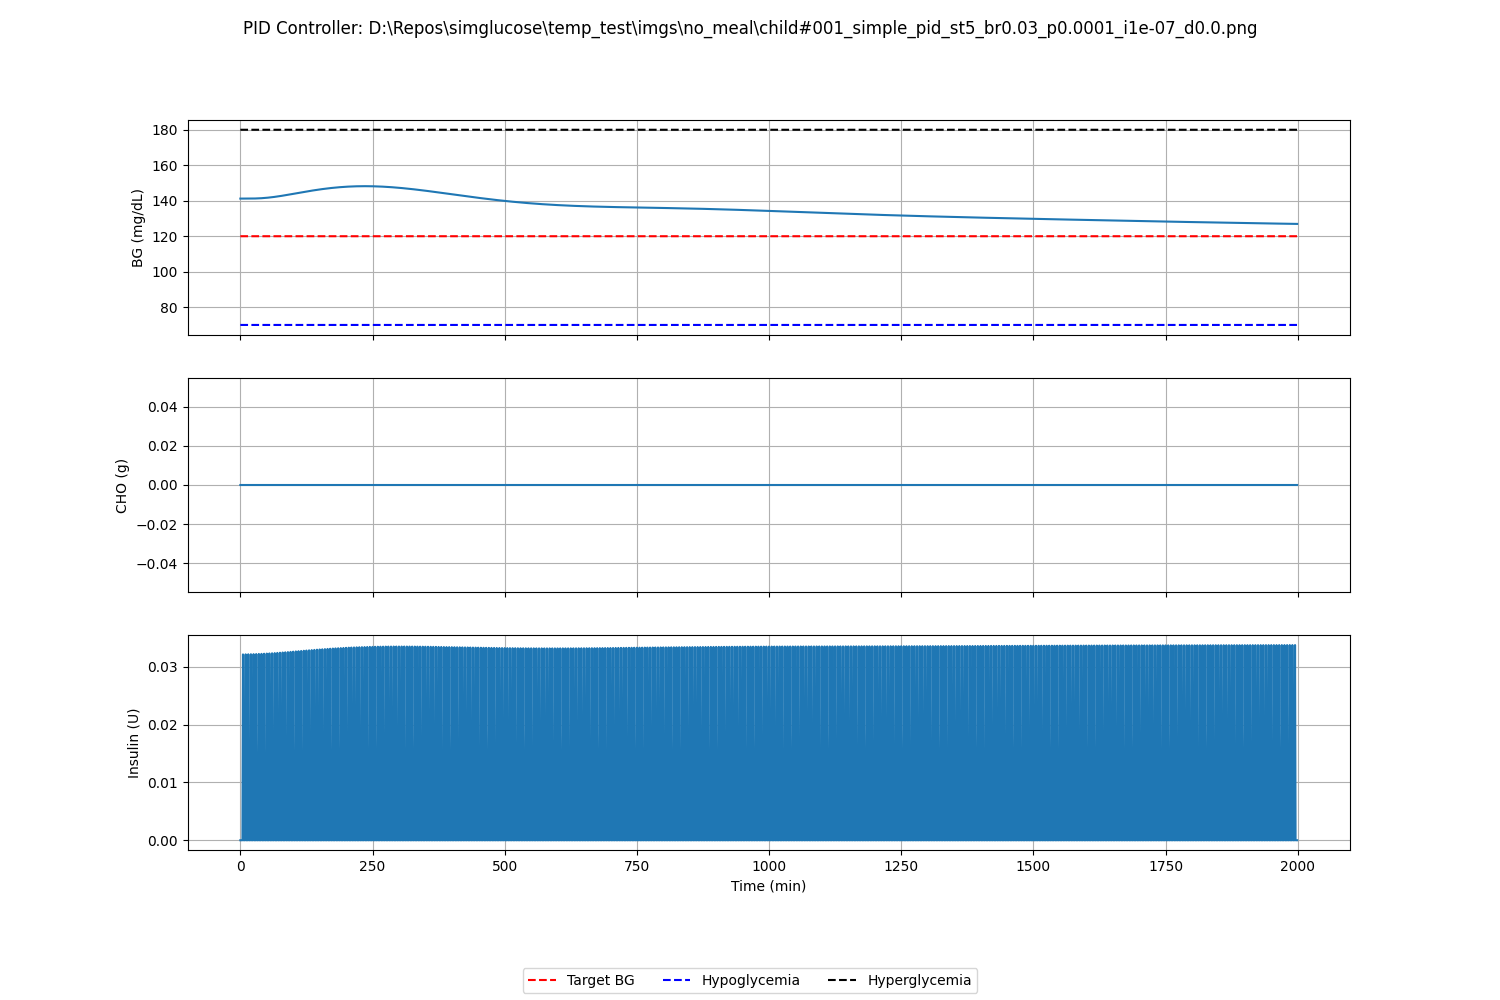 PID Controller: D:\Repos\simglucose\temp_test\imgs\no_meal\child#001_simple_pid_st5_br0.03_p0.0001_i1e-07_d0.0.png
180
160
140
120
100
80
BG (mg/dL)
0.04
0.02
0.00
−0.02
−0.04
CHO (g)
0.03
0.02
0.01
0.00
Insulin (U)
0 250 500 750 1000 1250 1500 1750 2000
Time (min)
Target BG Hypoglycemia Hyperglycemia